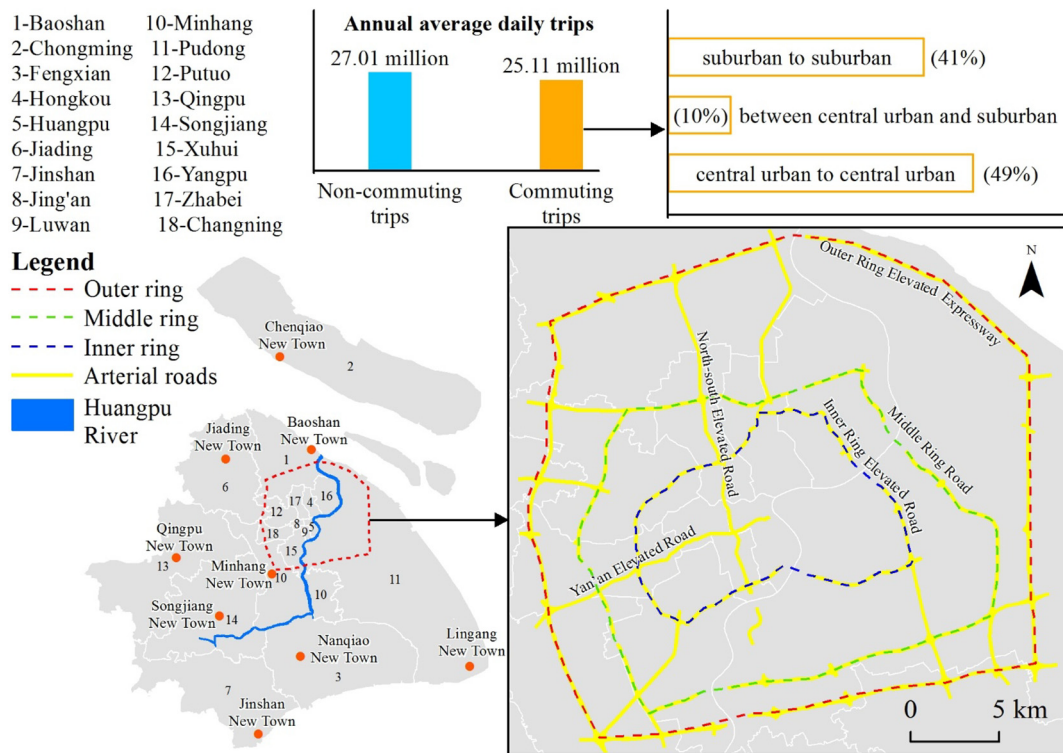 1-Baoshan 10-Minhang
2-Chongming 11-Pudong
3-Fengxian 12-Putuo
4-Hongkou 13-Qingpu
5-Huangpu 14-Songjiang
6-Jiading 15-Xuhui
7-Jinshan 16-Yangpu
8-Jing'an 17-Zhabei
9-Luwan 18-Changning
Annual average daily trips
27.01 million
25.11 million
Non-commuting
trips
Commuting
trips
suburban to suburban (41%)
(10%) between central urban and suburban
central urban to central urban (49%)
Legend
Outer ring
Middle ring
Inner ring
Arterial roads
Huangpu
River
Chenqiao
New Town
2
Baoshan
New Town
1
Jiading
New Town
6
16
17
4
12
8
5
9
18
15
Qingpu
New Town
13
Minhang
New Town
10
11
10
Songjiang
New Town
14
Nanqiao
New Town
3
Lingang
New Town
7
Jinshan
New Town
Outer Ring Elevated Expressway
N
North-south Elevated Road
Inner Ring Elevated
Road
Middle Ring Road
Yan'an Elevated Road
0 5 km